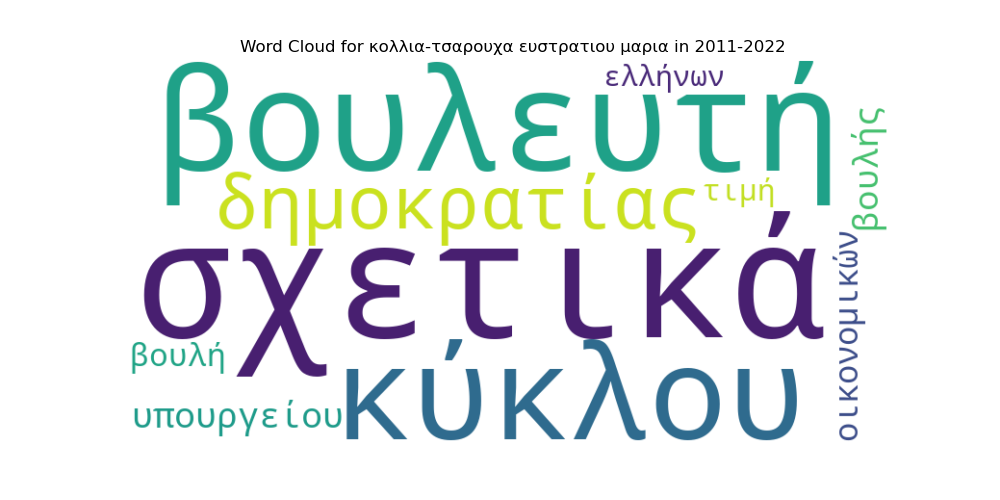 Word Cloud for κολλια-τσαρουχα ευστρατιου μαρια in 2011-2022
ελλήνων
βουλευτή
βουλής
δημοκρατίας
τιμή
σχετικά
οικονομικών
βουλή
κύκλου
υπουργείου